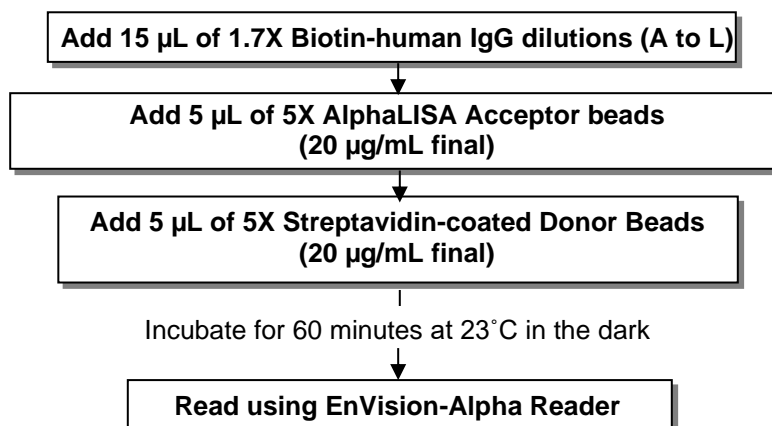 Add 15 µL of 1.7X Biotin-human IgG dilutions (A to L)
Add 5 µL of 5X AlphaLISA Acceptor beads
(20 µg/mL final)
Add 5 µL of 5X Streptavidin-coated Donor Beads
(20 µg/mL final)
Incubate for 60 minutes at 23˚C in the dark
Read using EnVision-Alpha Reader